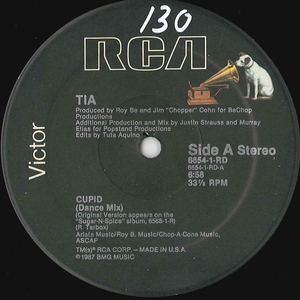 130
RCA
Victor
TIA
Produced by Roy Be and Jim "Chopper" Cohn for BeChop
Productions
Additional Production and Mix by Justin Strauss and Murray
Elias for Popstand Productions
Edits by Tuta Aquino
Side A Stereo
6654-1-RD
6654-1-RD-A
6:58
33⅓ RPM
CUPID
(Dance Mix)
(Original Version appears on the
"Sugar-N-Spice" album, 6568-1-R)
(R. Tarbox)
Arista Music/Roy B. Music/Chop-A-Cone Music,
ASCAP
TM(s)® RCA CORP. – MADE IN U.S.A.
©1987 BMG MUSIC